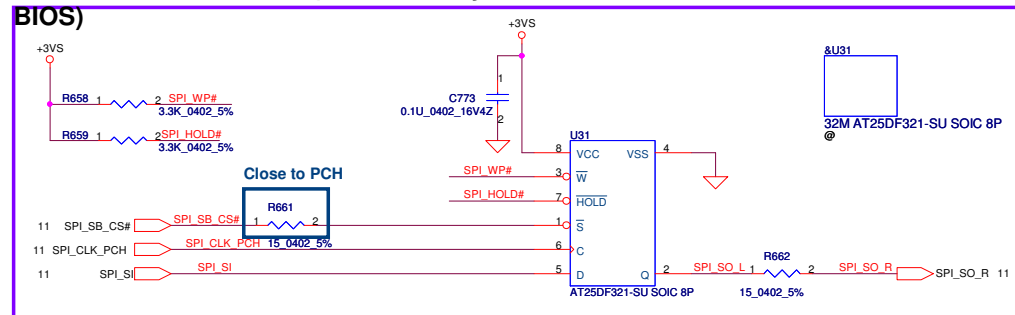 BIOS)
+3VS
+3VS
&U31
R658 1 2 SPI_WP#
3.3K_0402_5%
R659 1 2 SPI_HOLD#
3.3K_0402_5%
1
C773
0.1U_0402_16V4Z
2
32M AT25DF321-SU SOIC 8P
@
U31
8 VCC VSS 4
SPI_WP# 3 W
SPI_HOLD# 7 HOLD
Close to PCH
R661
11 SPI_SB_CS# SPI_SB_CS# 1 2 1 S
15_0402_5%
11 SPI_CLK_PCH SPI_CLK_PCH 6 C
11 SPI_SI SPI_SI 5 D Q 2 SPI_SO_L 1 R662 2 SPI_SO_R SPI_SO_R 11
AT25DF321-SU SOIC 8P
15_0402_5%